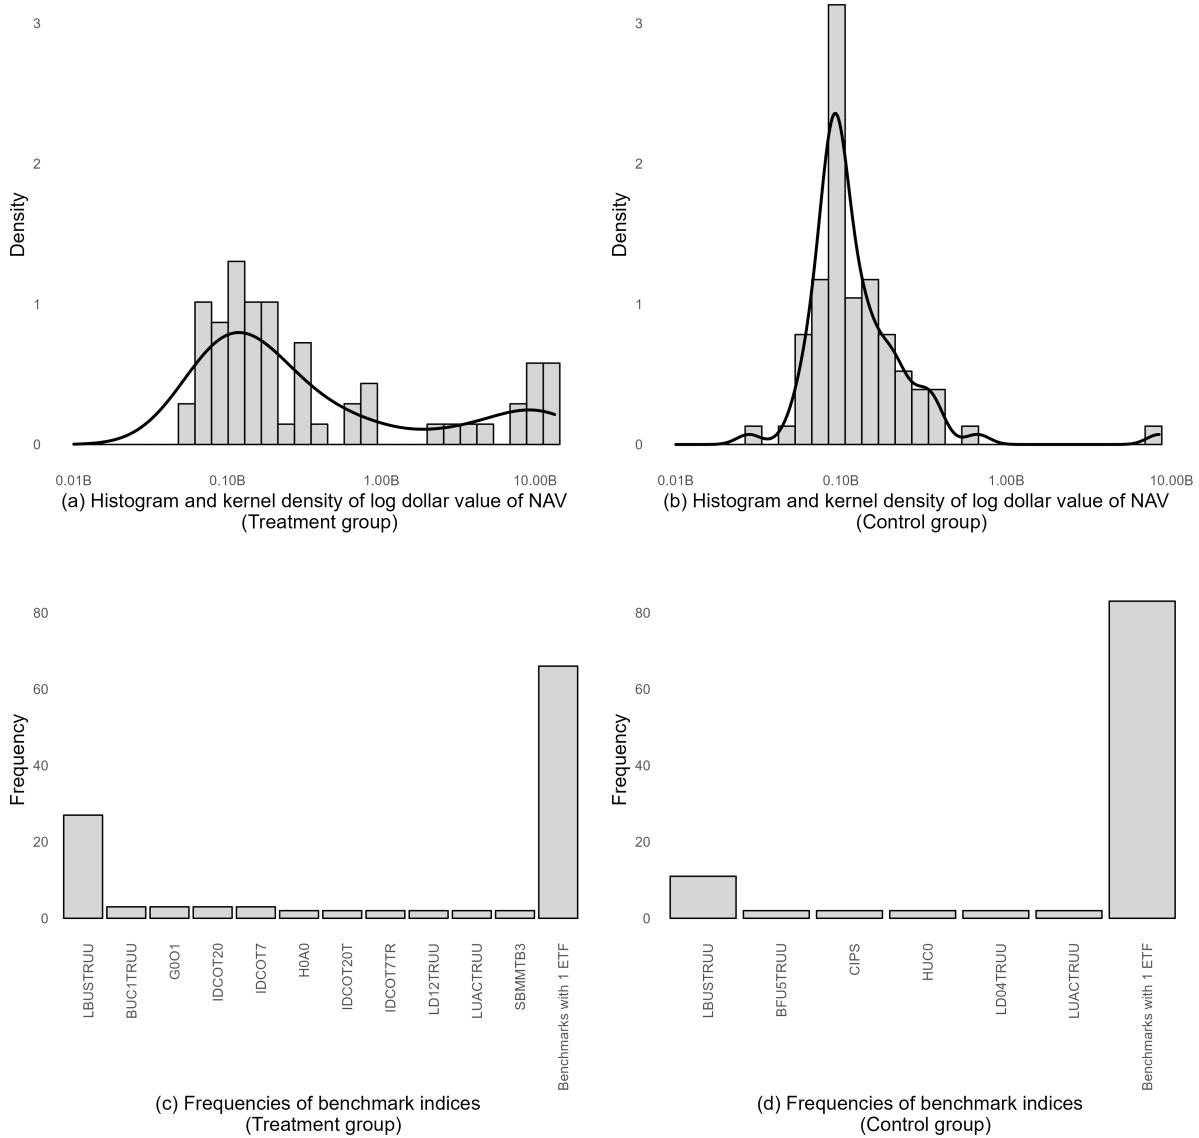 3
2
1
0
Density
0.01B 0.10B 1.00B 10.00B
(a) Histogram and kernel density of log dollar value of NAV
(Treatment group)
3
2
1
0
Density
0.01B 0.10B 1.00B 10.00B
(b) Histogram and kernel density of log dollar value of NAV
(Control group)
80
60
40
20
0
Frequency
LBUSTRUU
BUC1TRUU
G0O1
IDCOT20
IDCOT7
H0A0
IDCOT20T
IDCOT7TR
LD12TRUU
LUACTRUU
SBMMTB3
Benchmarks with 1 ETF
(c) Frequencies of benchmark indices
(Treatment group)
80
60
40
20
0
Frequency
LBUSTRUU
BFU5TRUU
CIPS
HUC0
LD04TRUU
LUACTRUU
Benchmarks with 1 ETF
(d) Frequencies of benchmark indices
(Control group)